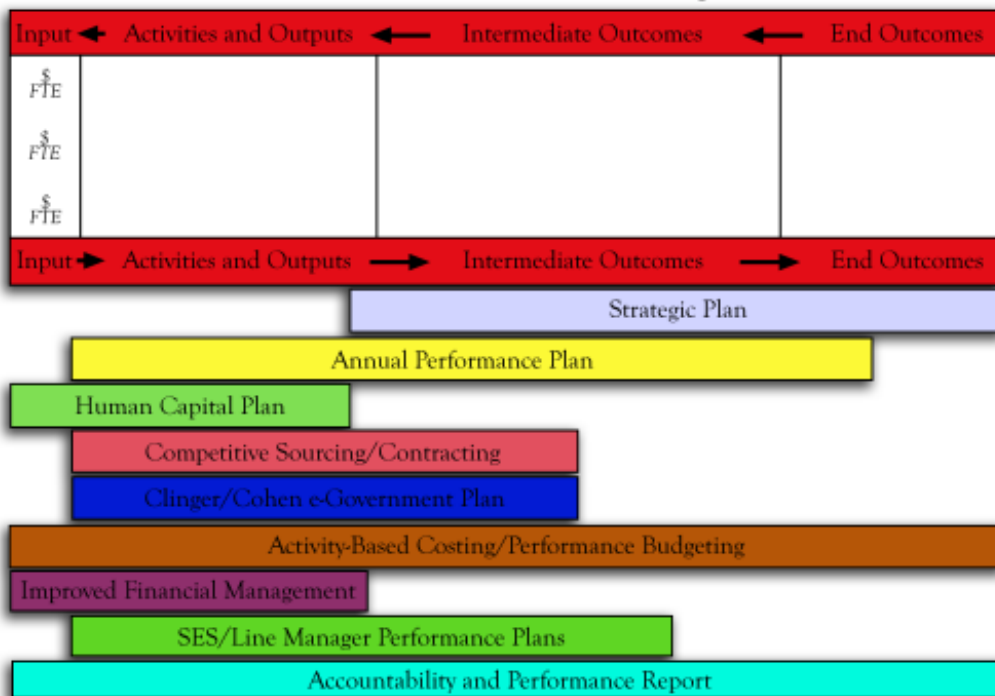 Input Activities and Outputs Intermediate Outcomes End Outcomes
$
FTE
$
FTE
$
FTE
Input Activities and Outputs Intermediate Outcomes End Outcomes
Strategic Plan
Annual Performance Plan
Human Capital Plan
Competitive Sourcing/Contracting
Clinger/Cohen e-Government Plan
Activity-Based Costing/Performance Budgeting
Improved Financial Management
SES/Line Manager Performance Plans
Accountability and Performance Report